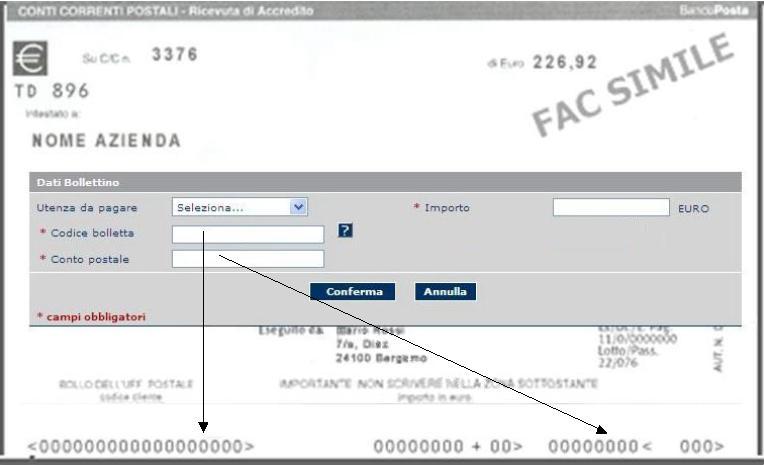 CONTI CORRENTI POSTALI - Ricevuta di Accredito BancoPosta
€ Su C/C n. 3376 di Euro 226,92
TD 896
FAC SIMILE
Intestato a:
NOME AZIENDA
Dati Bollettino
Utenza da pagare Seleziona... * Importo EURO
* Codice bolletta ?
* Conto postale
Conferma Annulla
* campi obbligatori
Eseguito da: Mario Rossi
7/a, Diez 11/0/0000000
24100 Bergamo Lotto/Pass.
22/076
AUT. N.
BOLLO DELL'UFF. POSTALE IMPORTANTE NON SCRIVERE NELLA ZONA SOTTOSTANTE
codice cliente importo in euro
<000000000000000000> 00000000 + 00> 00000000< 000>